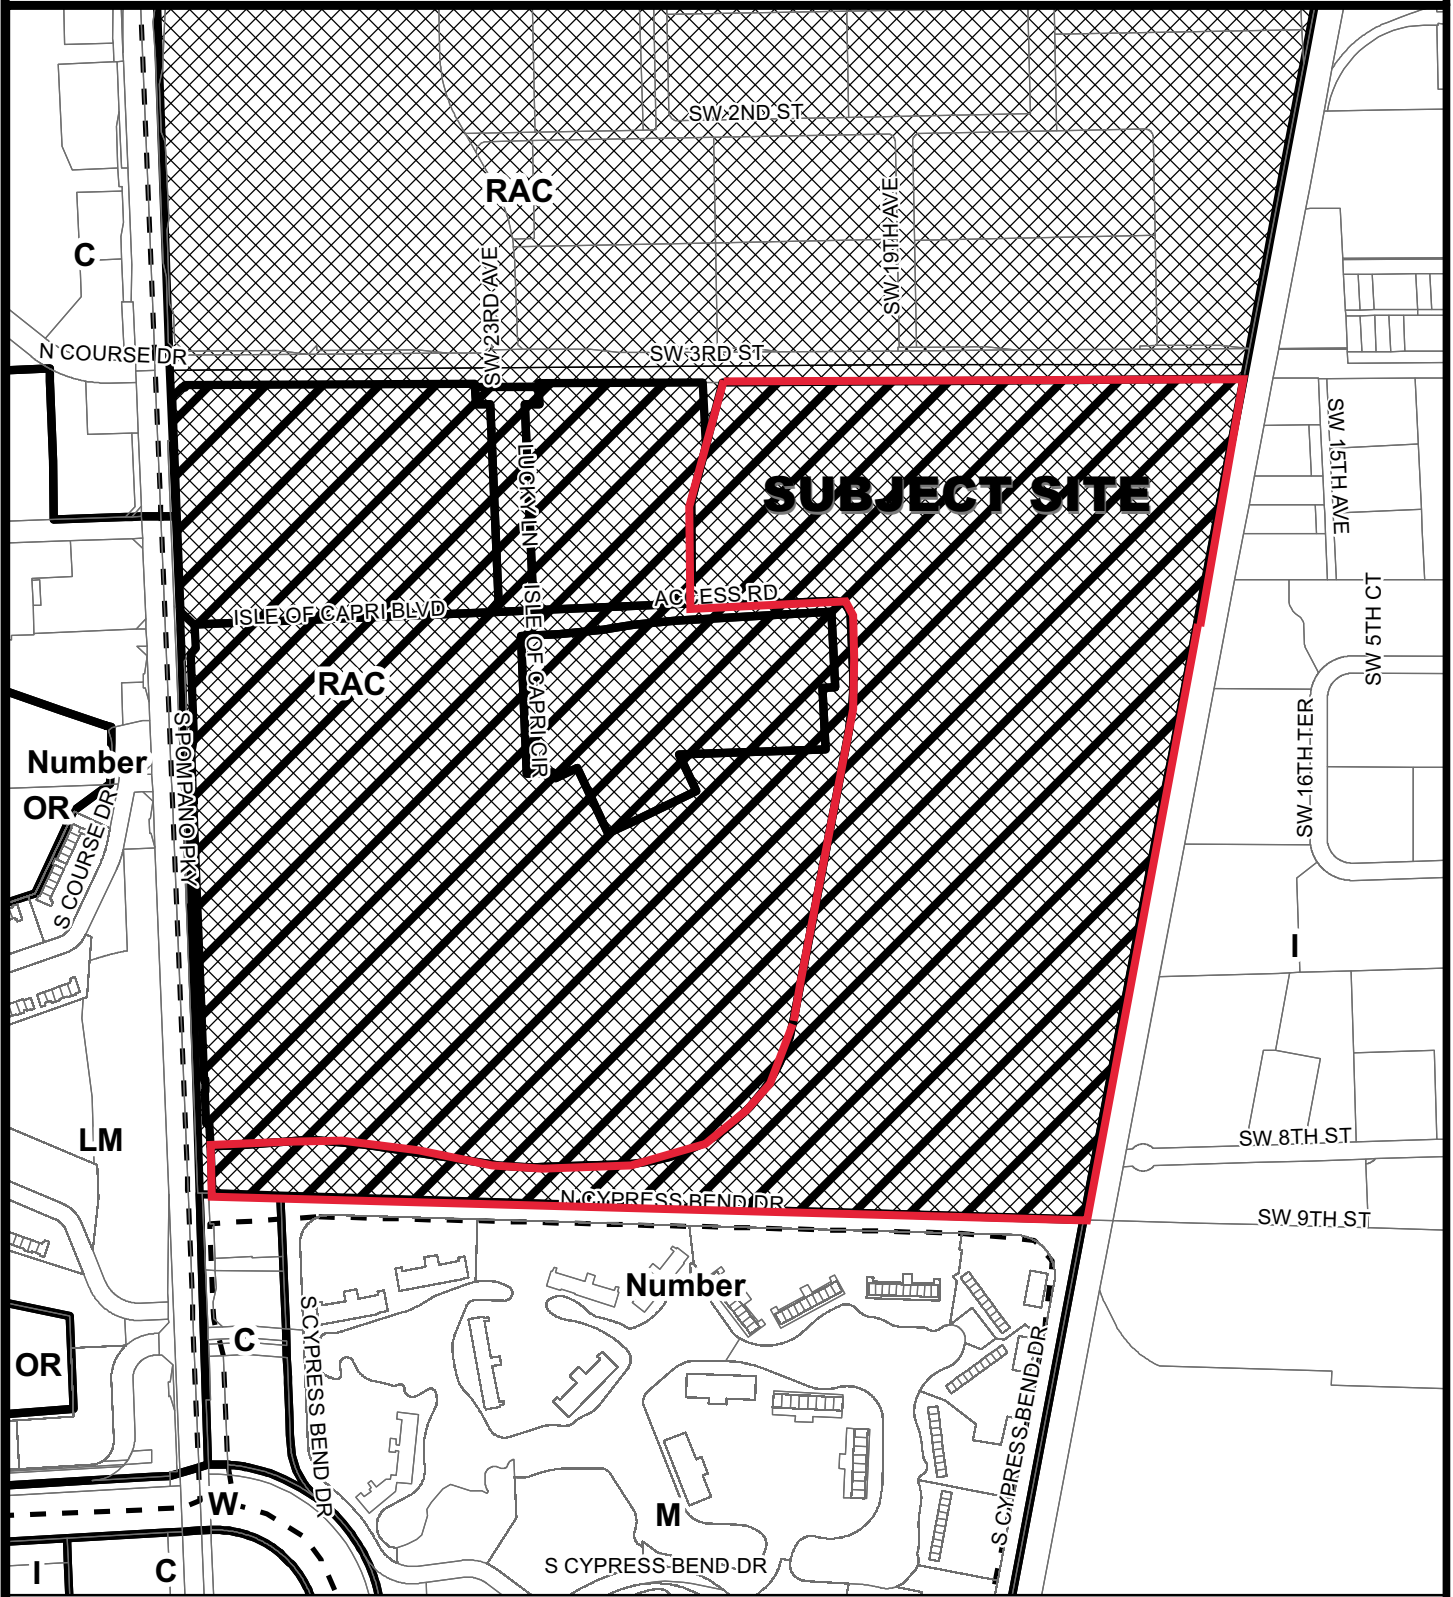 SW 2ND ST
RAC
SW 19TH AVE
C
SW 23RD AVE
N COURSE DR
SW 3RD ST
SUBJECT SITE
SW 15TH AVE
LUCKY LN
ACCESS RD
ISLE OF CAPRI BLVD
SW 5TH CT
ISLE OF CAPRI CIR
RAC
S POMPANO PKY
SW 16TH TER
Number
OR
S COURSE DR
I
LM
SW 8TH ST
N CYPRESS BEND DR
SW 9TH ST
Number
C
S CYPRESS BEND DR
S CYPRESS BEND DR
OR
W
M
S CYPRESS BEND DR
I
C